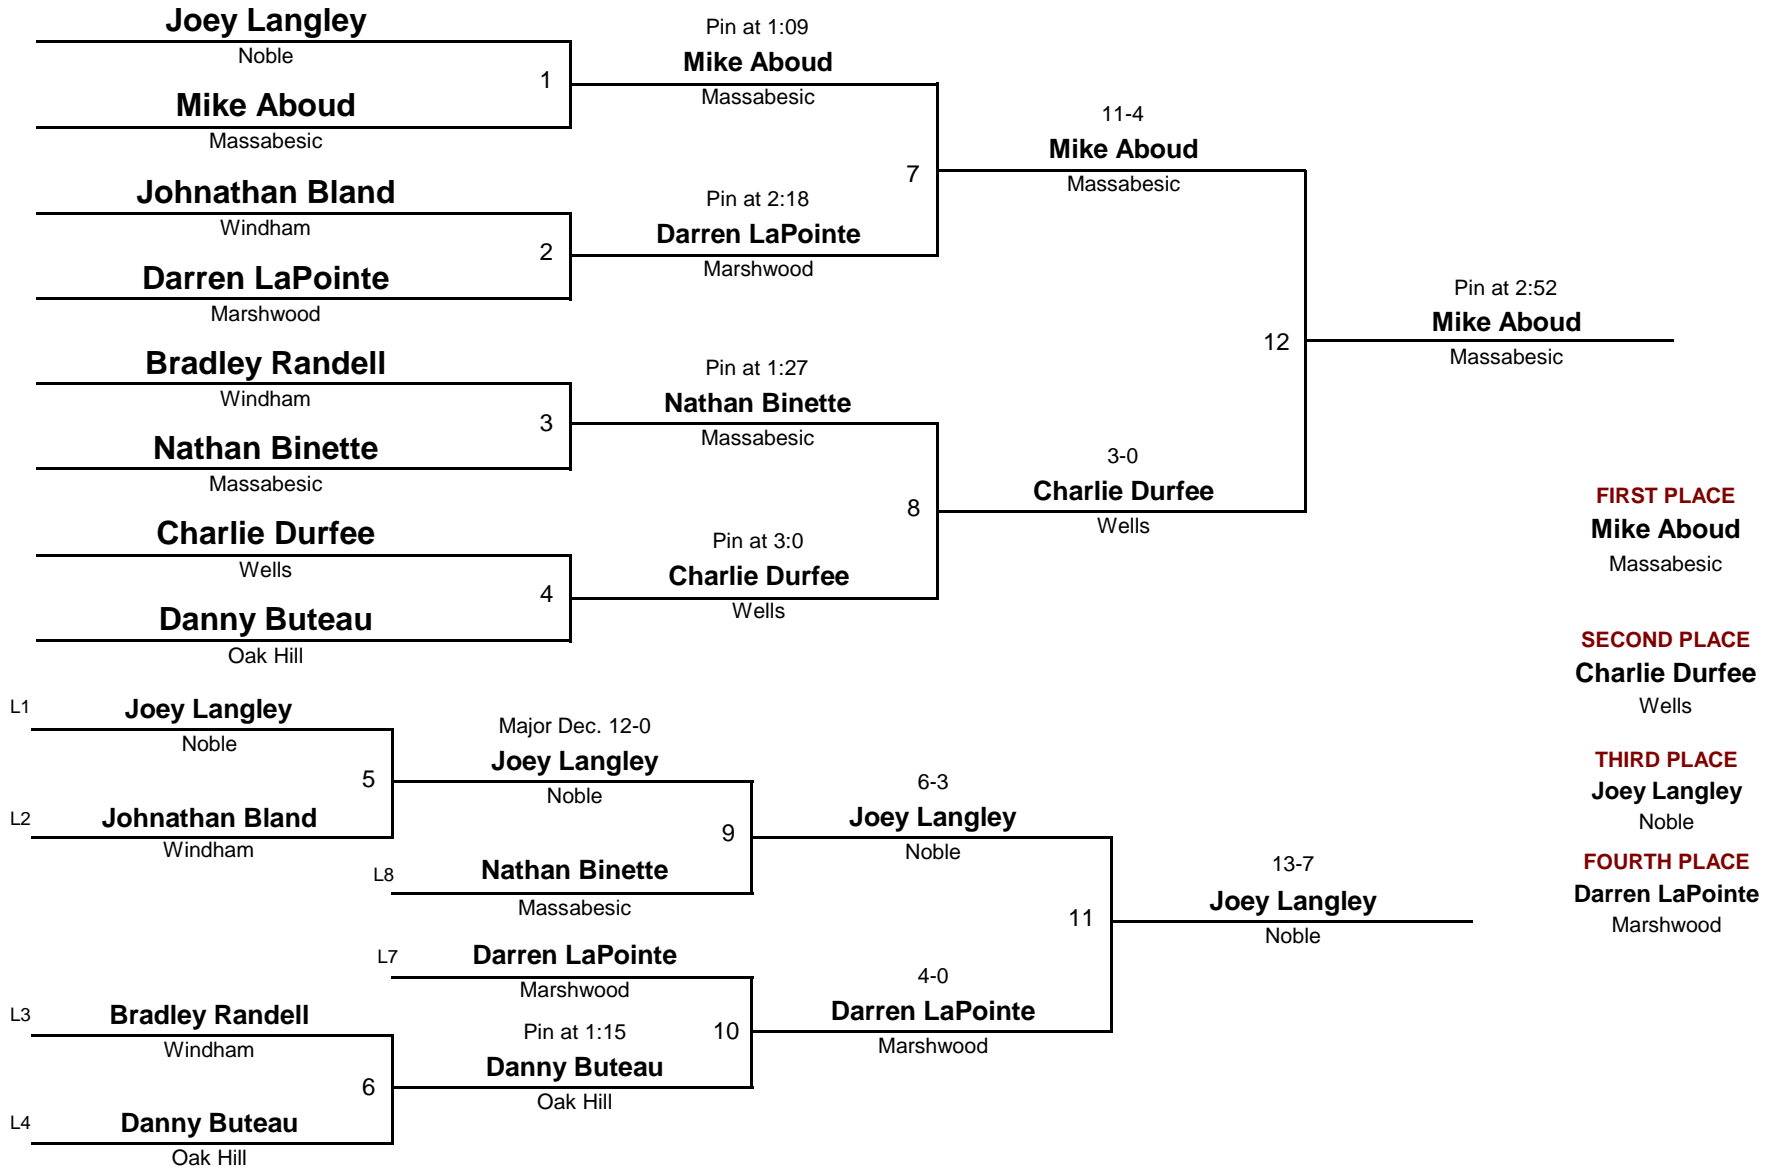 Joey Langley
Noble
1
Mike Aboud
Massabesic
Johnathan Bland
Windham
2
Darren LaPointe
Marshwood
Bradley Randell
Windham
3
Nathan Binette
Massabesic
Charlie Durfee
Wells
4
Danny Buteau
Oak Hill
Pin at 1:09
Mike Aboud
Massabesic
7
Pin at 2:18
Darren LaPointe
Marshwood
Pin at 1:27
Nathan Binette
Massabesic
8
Pin at 3:0
Charlie Durfee
Wells
11-4
Mike Aboud
Massabesic
12
3-0
Charlie Durfee
Wells
Pin at 2:52
Mike Aboud
Massabesic
L1
Joey Langley
Noble
5
L2
Johnathan Bland
Windham
L3
Bradley Randell
Windham
6
L4
Danny Buteau
Oak Hill
Major Dec. 12-0
Joey Langley
Noble
9
L8
Nathan Binette
Massabesic
L7
Darren LaPointe
Marshwood
10
Pin at 1:15
Danny Buteau
Oak Hill
6-3
Joey Langley
Noble
11
4-0
Darren LaPointe
Marshwood
13-7
Joey Langley
Noble
FIRST PLACE
Mike Aboud
Massabesic
SECOND PLACE
Charlie Durfee
Wells
THIRD PLACE
Joey Langley
Noble
FOURTH PLACE
Darren LaPointe
Marshwood